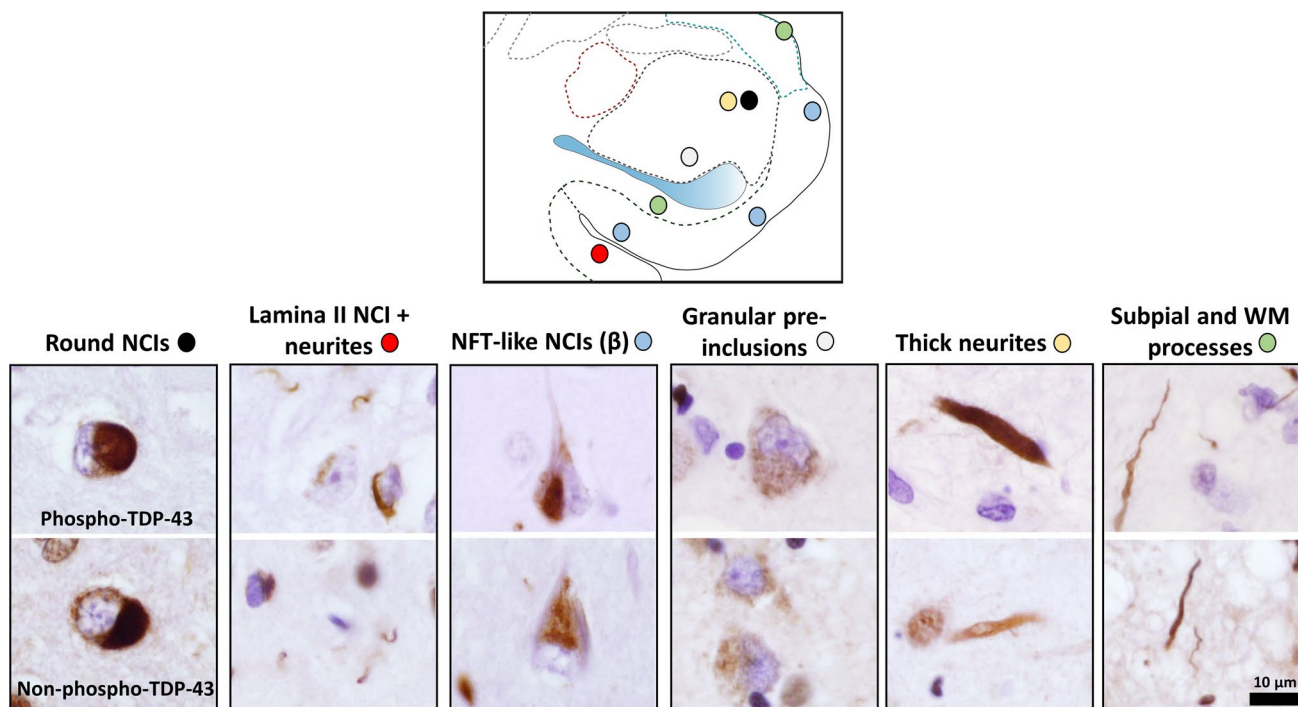 Round NCIs
Lamina II NCI +
neurites
NFT-like NCIs (β)
Granular pre-
inclusions
Thick neurites
Subpial and WM
processes
Phospho-TDP-43
Non-phospho-TDP-43
10 µm